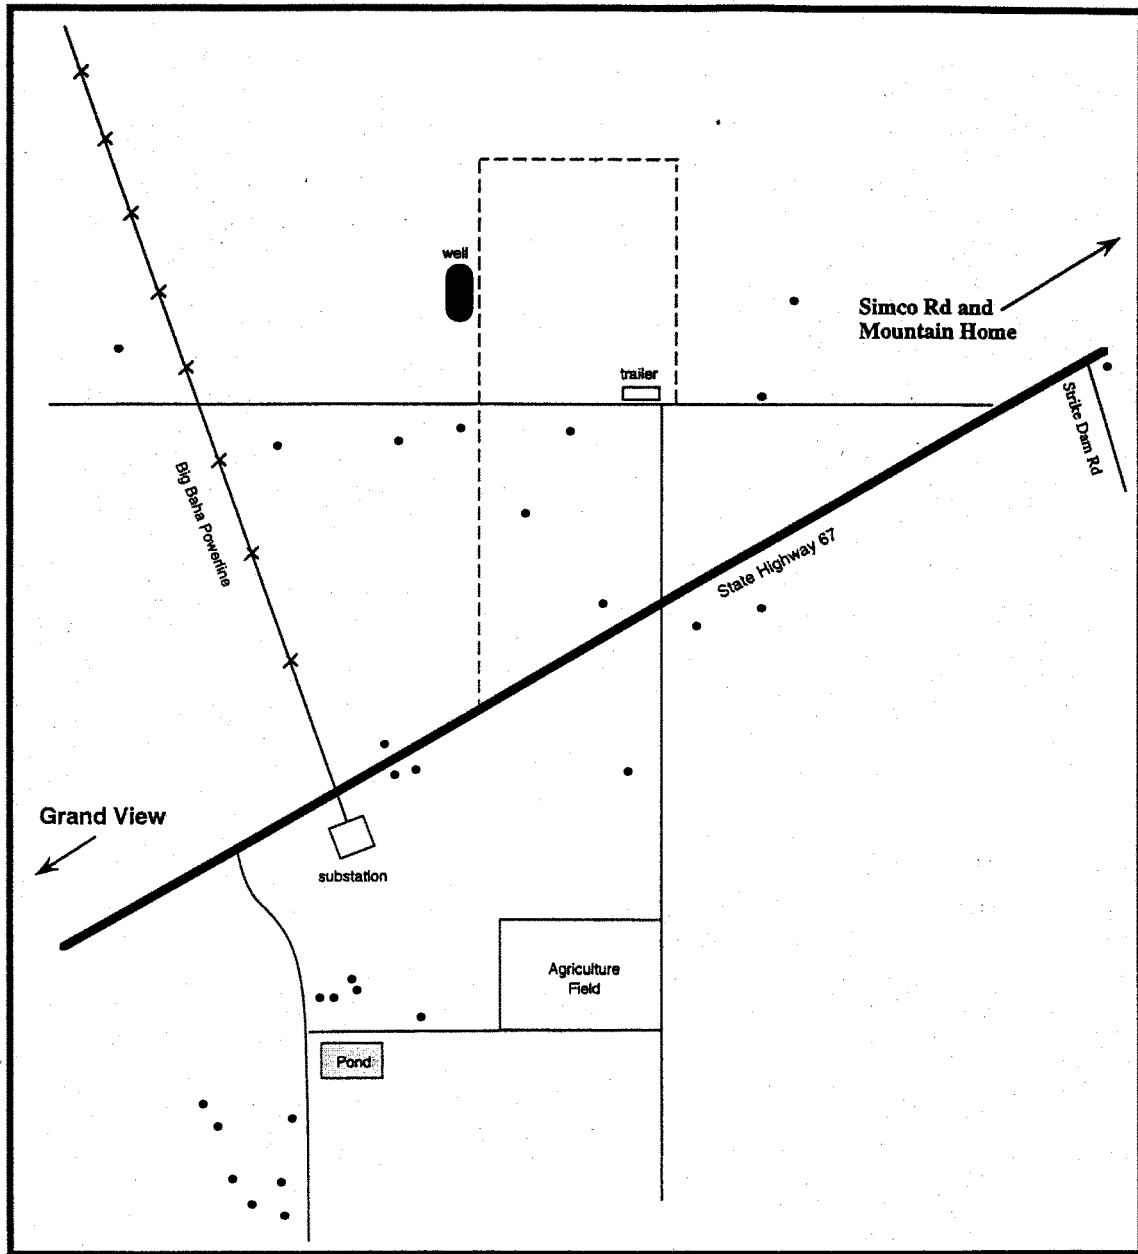 well
Simco Rd and
Mountain Home
trailer
Strike Dam Rd
Big Baha Powerline
State Highway 67
Grand View
substation
Agriculture
Field
Pond